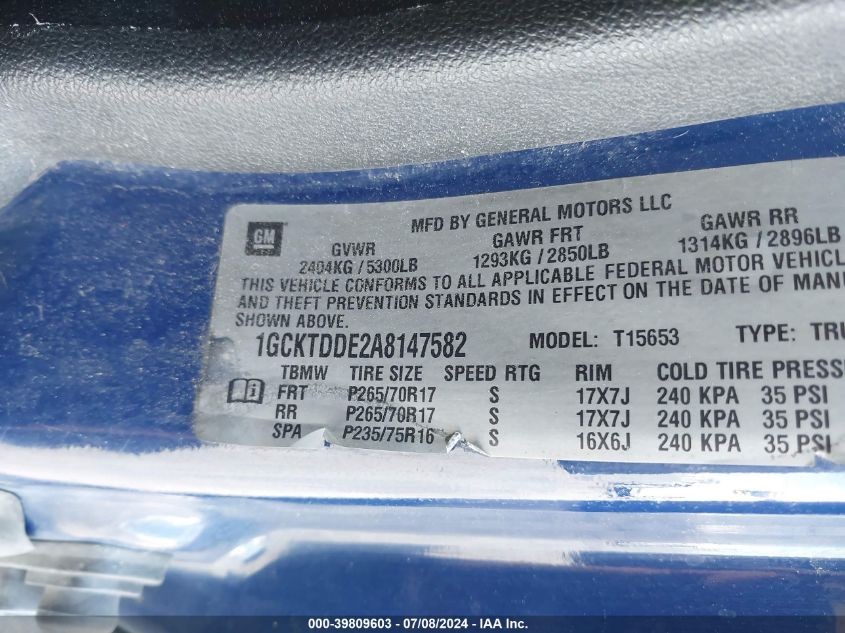 GM
MFD BY GENERAL MOTORS LLC
GVWR GAWR FRT GAWR RR
2404KG / 5300LB 1293KG / 2850LB 1314KG / 2896LB
THIS VEHICLE CONFORMS TO ALL APPLICABLE FEDERAL MOTOR VEHICL
AND THEFT PREVENTION STANDARDS IN EFFECT ON THE DATE OF MAN
SHOWN ABOVE.
1GCKTDDE2A8147582 MODEL: T15653 TYPE: TRU
TBMW TIRE SIZE SPEED RTG RIM COLD TIRE PRESS
FRT P265/70R17 S 17X7J 240 KPA 35 PSI
RR P265/70R17 S 17X7J 240 KPA 35 PSI
SPA P235/75R16 S 16X6J 240 KPA 35 PSI
000-39809603 / 07/08/2024 / IAA, Inc.